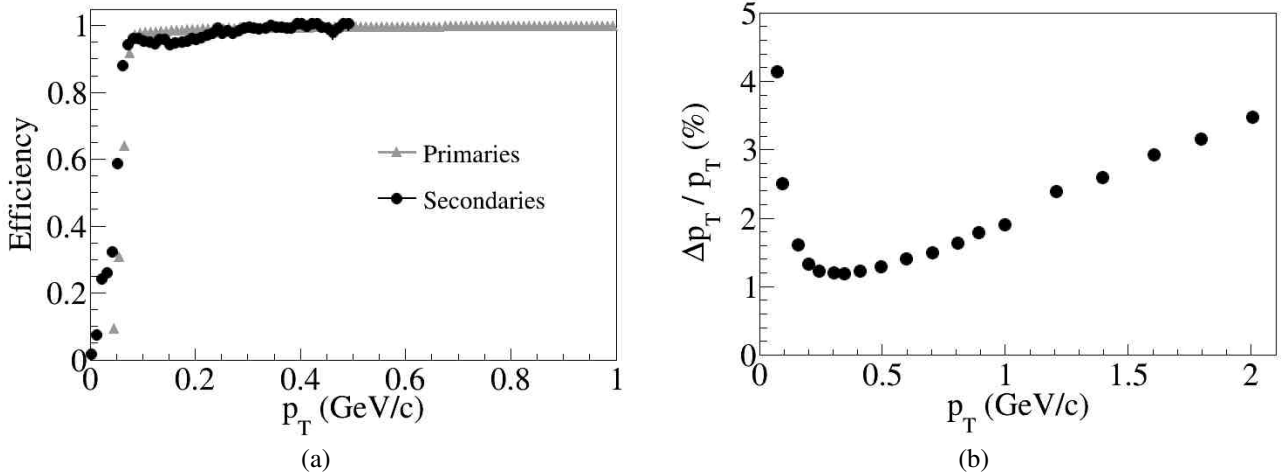 Efficiency
1
0.8
0.6
0.4
0.2
0
Primaries
Secondaries
0 0.2 0.4 0.6 0.8 1
p_T (GeV/c)
(a)
Δp_T / p_T (%)
5
4
3
2
1
0
0 0.5 1 1.5 2
p_T (GeV/c)
(b)